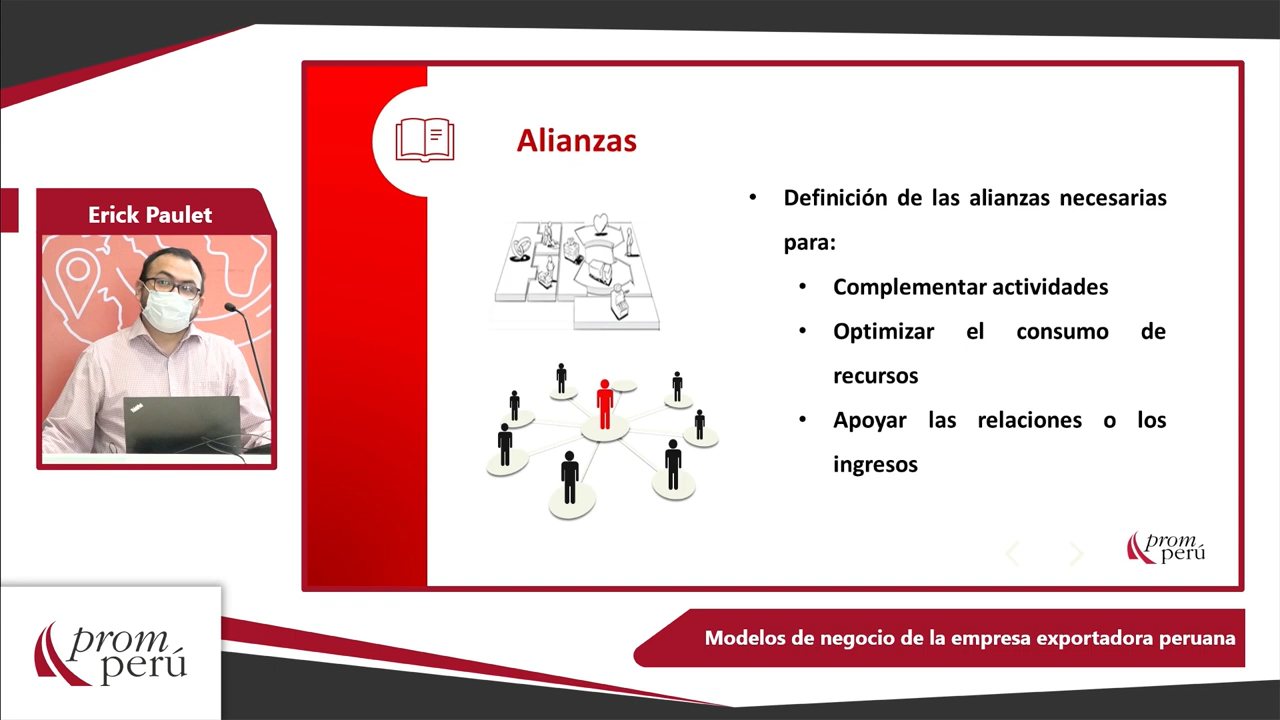 Erick Paulet
Alianzas
• Definición de las alianzas necesarias
para:
• Complementar actividades
• Optimizar el consumo de
recursos
• Apoyar las relaciones o los
ingresos
prom
perú
Modelos de negocio de la empresa exportadora peruana
prom
perú